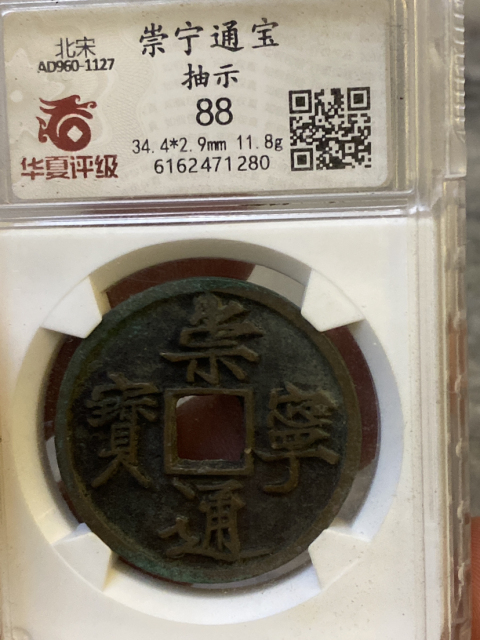 北宋
AD960-1127
崇宁通宝
抽示
88
34.4*2.9mm 11.8g
6162471280
华夏评级
崇
寧
通
寶